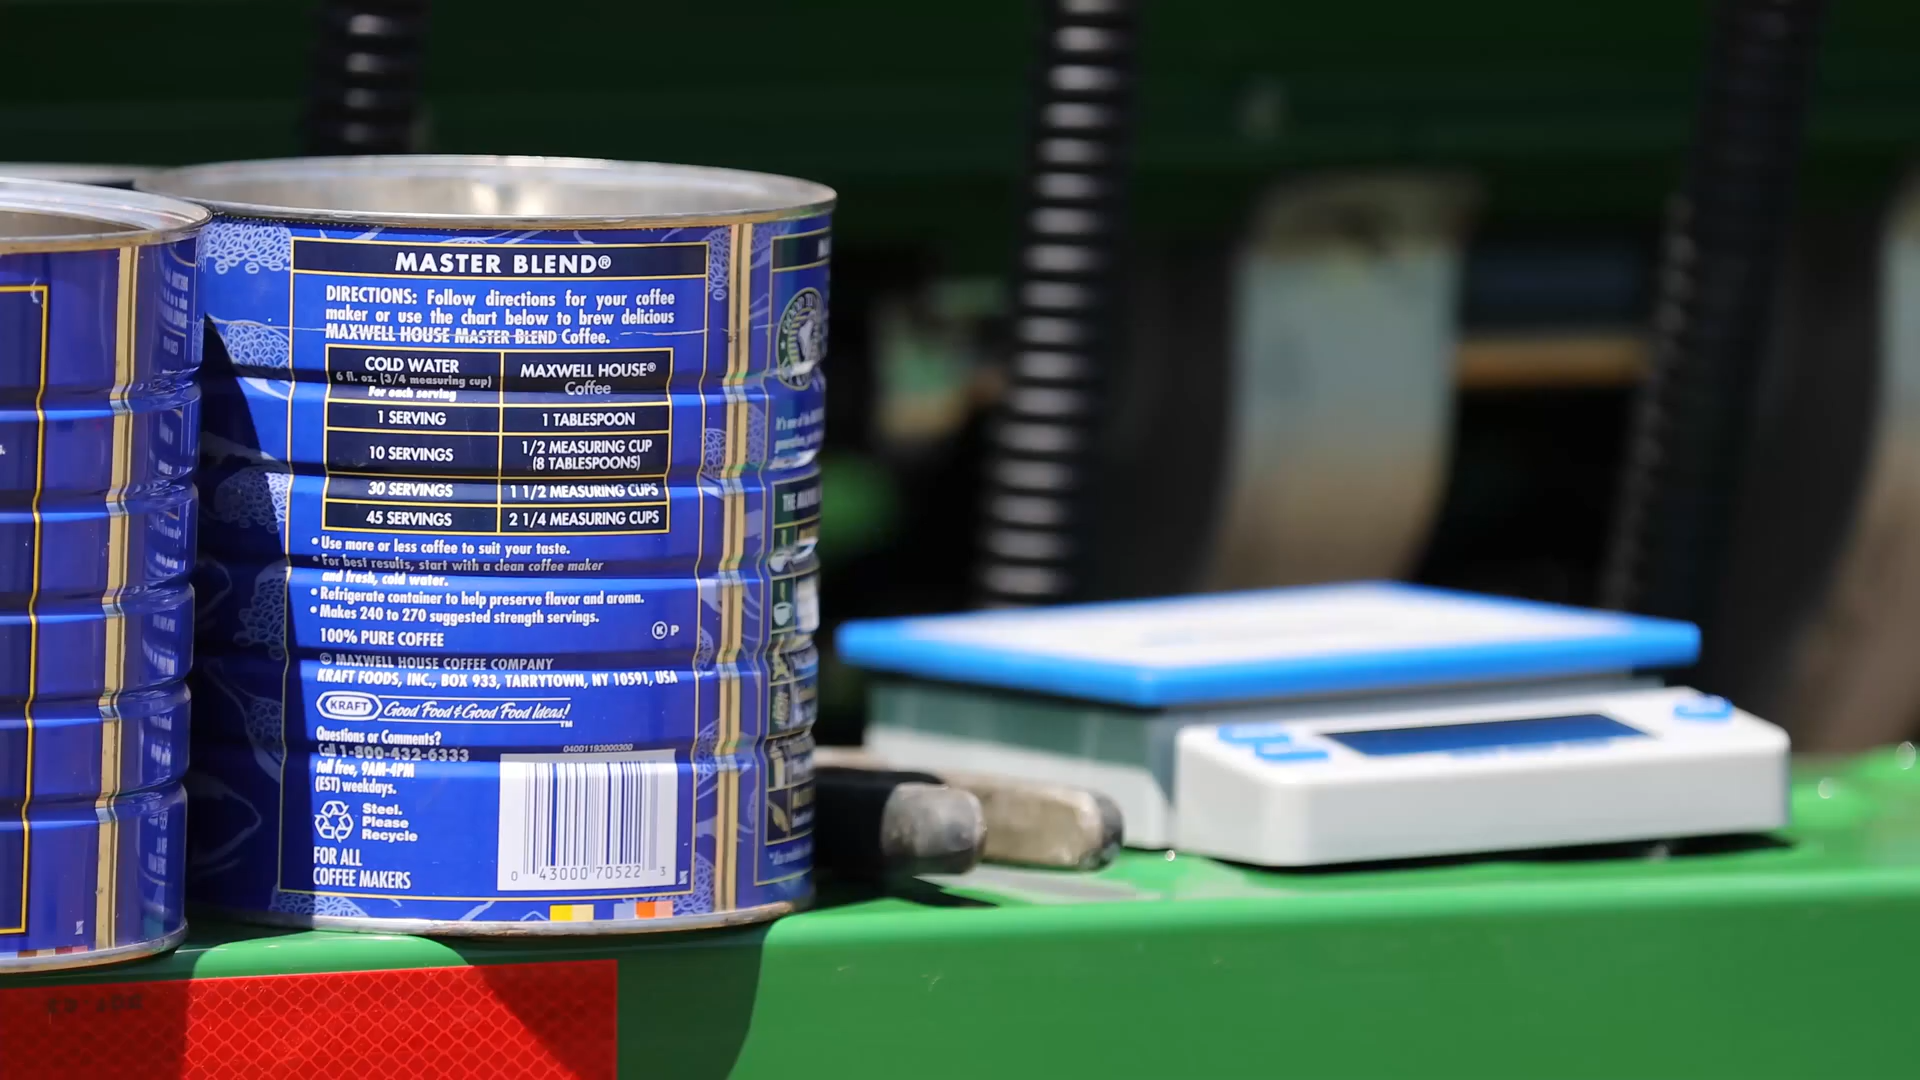 MASTER BLEND®
DIRECTIONS: Follow directions for your coffee
maker or use the chart below to brew delicious
MAXWELL HOUSE MASTER BLEND Coffee.
COLD WATER
6 fl. oz. (3/4 measuring cup)
For each serving
MAXWELL HOUSE®
Coffee
1 SERVING
1 TABLESPOON
10 SERVINGS
1/2 MEASURING CUP
(8 TABLESPOONS)
30 SERVINGS
1 1/2 MEASURING CUPS
45 SERVINGS
2 1/4 MEASURING CUPS
• Use more or less coffee to suit your taste.
• For best results, start with a clean coffee maker
and fresh, cold water.
• Refrigerate container to help preserve flavor and aroma.
• Makes 240 to 270 suggested strength servings.
100% PURE COFFEE
K P
© MAXWELL HOUSE COFFEE COMPANY
KRAFT FOODS, INC., BOX 933, TARRYTOWN, NY 10591, USA
KRAFT Good Food & Good Food Ideas!™
Questions or Comments?
Call 1-800-432-6333
toll free, 9AM-4PM
(EST) weekdays.
04001193000300
Steel.
Please
Recycle
FOR ALL
COFFEE MAKERS
0 43000 70522 3